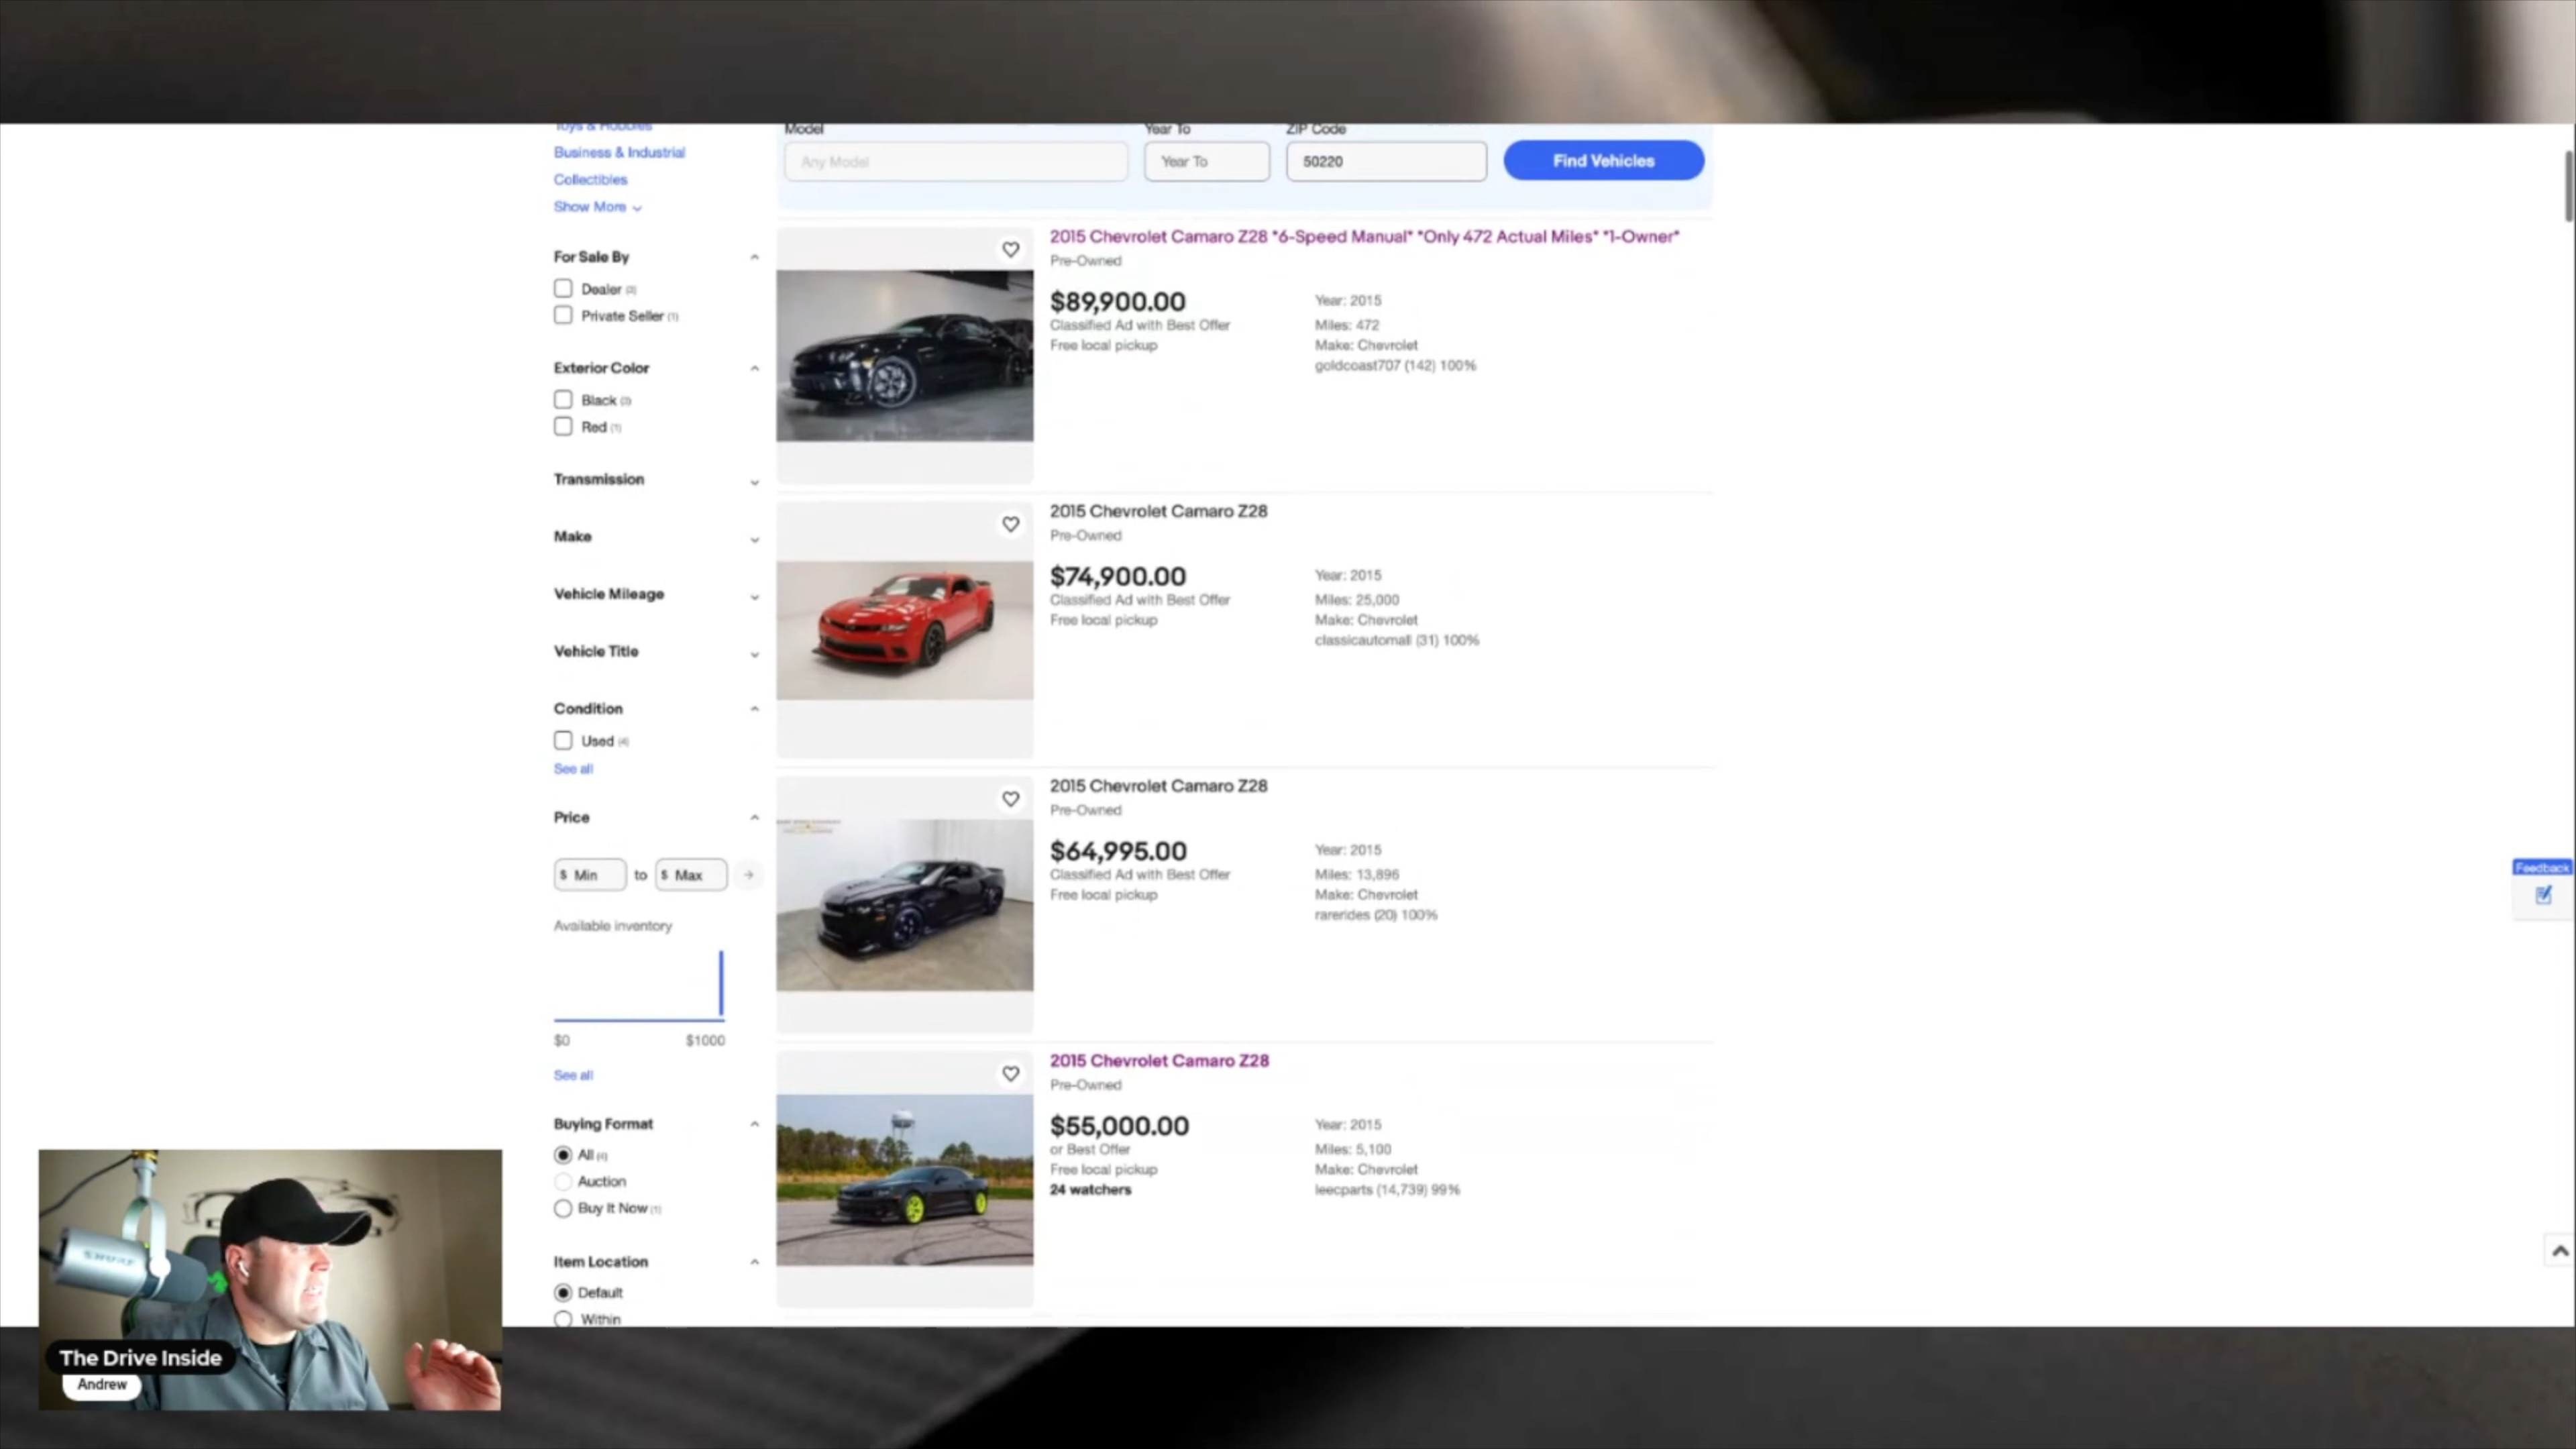 Toys & Hobbies
Business & Industrial
Collectibles
Show More
For Sale By
Dealer
Private Seller (1)
Exterior Color
Black
Red (1)
Transmission
Make
Vehicle Mileage
Vehicle Title
Condition
Used (4)
See all
Price
$ Min to $ Max
Available inventory
$0 $1000
See all
Buying Format
All (4)
Auction
Buy It Now (1)
Item Location
Default
Within
Model Year To ZIP Code
Any Model Year To 50220 Find Vehicles
2015 Chevrolet Camaro Z28 *6-Speed Manual* *Only 472 Actual Miles* *1-Owner*
Pre-Owned
$89,900.00
Classified Ad with Best Offer
Free local pickup
Year: 2015
Miles: 472
Make: Chevrolet
goldcoast707 (142) 100%
2015 Chevrolet Camaro Z28
Pre-Owned
$74,900.00
Classified Ad with Best Offer
Free local pickup
Year: 2015
Miles: 25,000
Make: Chevrolet
classicautomall (31) 100%
2015 Chevrolet Camaro Z28
Pre-Owned
$64,995.00
Classified Ad with Best Offer
Free local pickup
Year: 2015
Miles: 13,896
Make: Chevrolet
rarerides (20) 100%
2015 Chevrolet Camaro Z28
Pre-Owned
$55,000.00
or Best Offer
Free local pickup
24 watchers
Year: 2015
Miles: 5,100
Make: Chevrolet
leecparts (14,739) 99%
Feedback
SHURE
The Drive Inside
Andrew